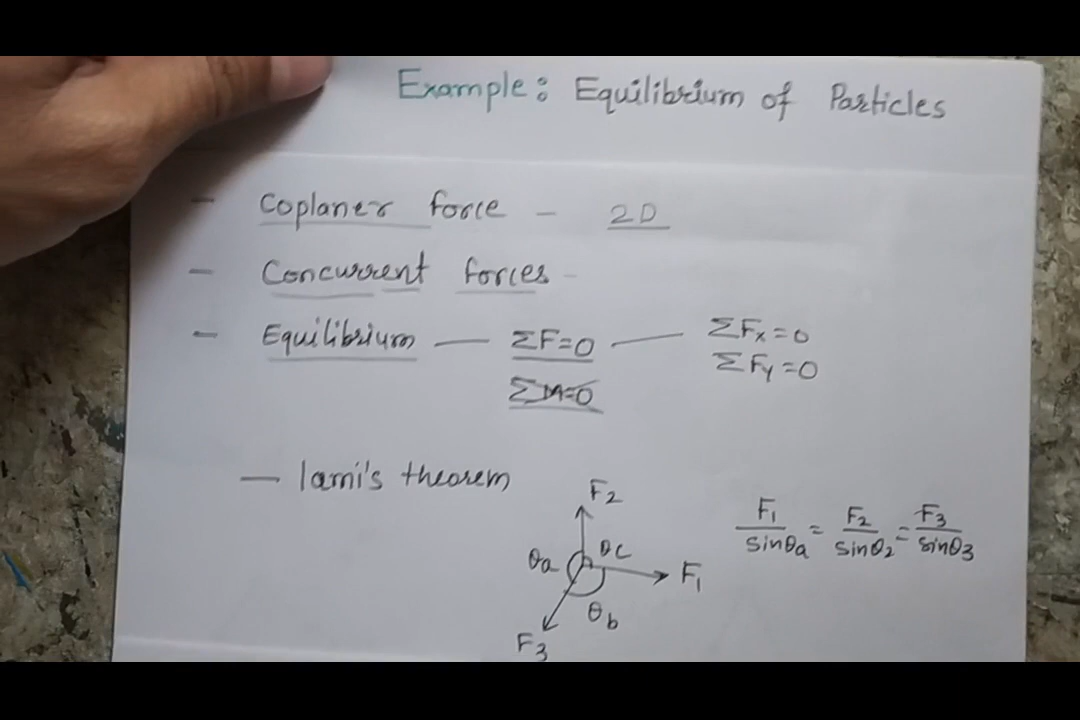 Example: Equilibrium of Particles
- Coplaner force - 2D
- Concurrent forces -
- Equilibrium — ΣF=0 — ΣFx=0
ΣFy=0
ΣM=0
— lami's theorem
F2
F1/sinθa = F2/sinθ2 = F3/sinθ3
θa θc
F1
θb
F3